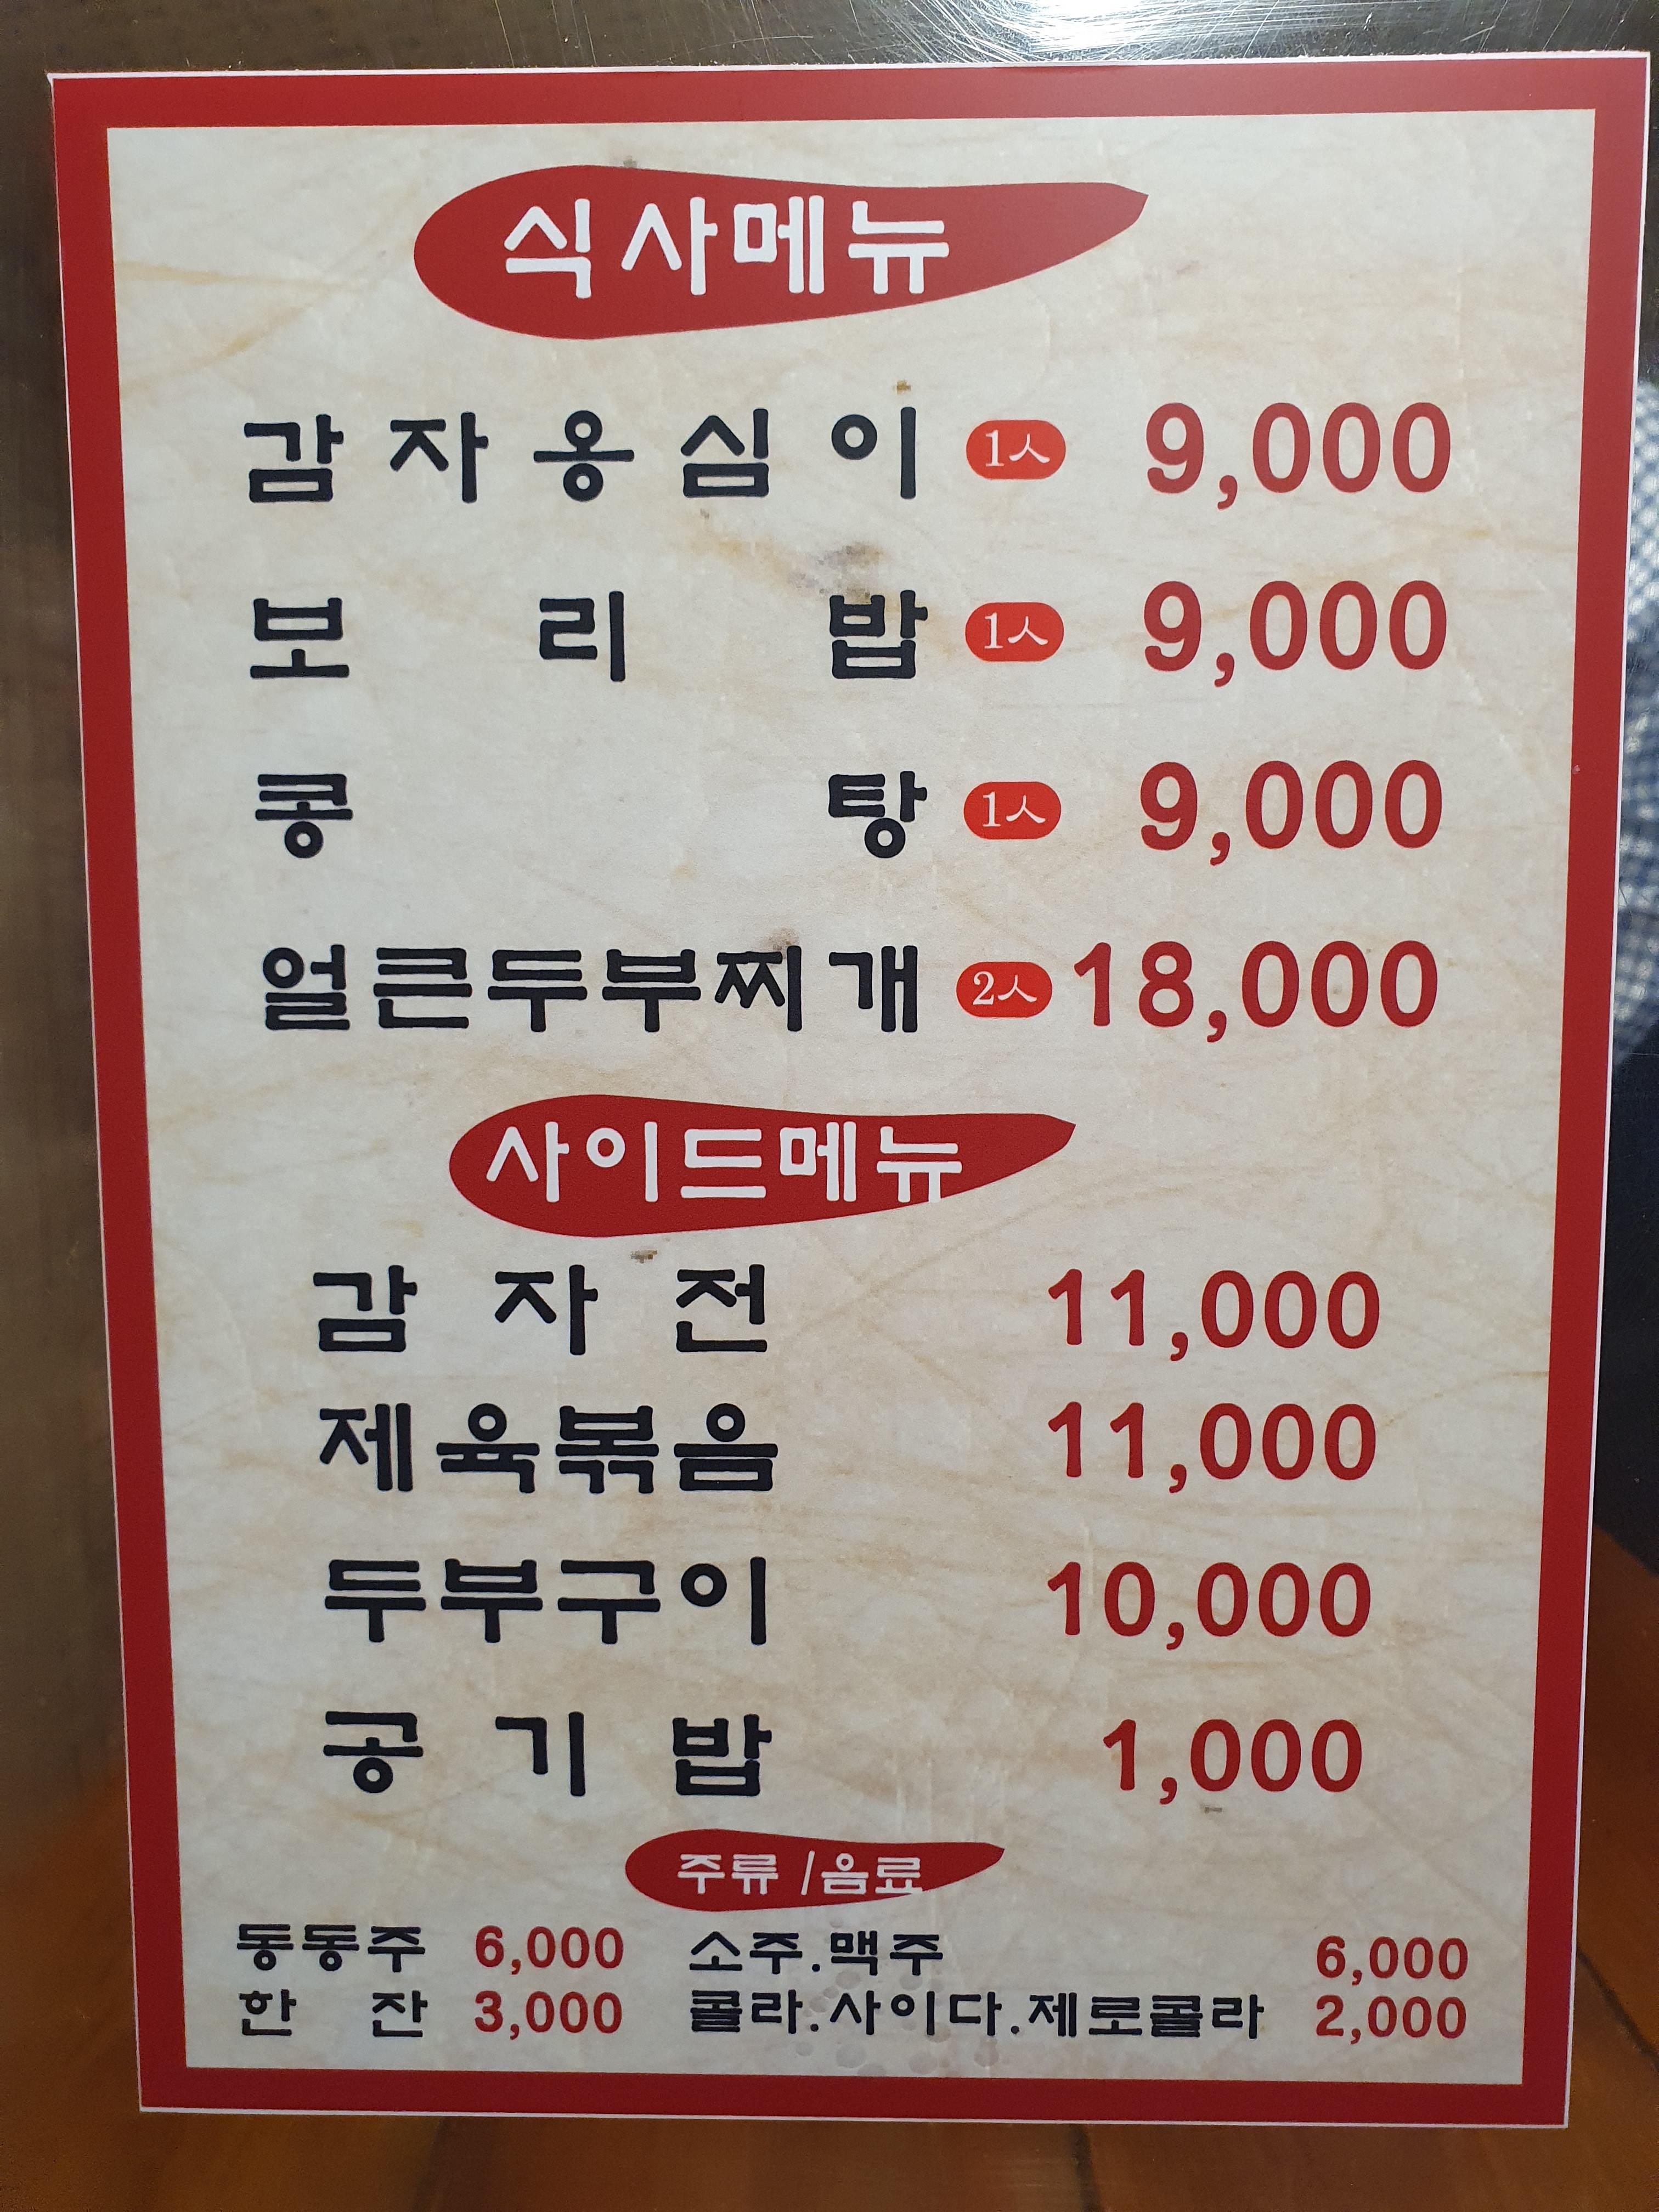 식사메뉴
감자옹심이 1人 9,000
보리밥 1人 9,000
콩탕 1人 9,000
얼큰두부찌개 2人 18,000
사이드메뉴
감자전 11,000
제육볶음 11,000
두부구이 10,000
공기밥 1,000
주류 /음료
동동주 6,000 소주.맥주 6,000
한 잔 3,000 콜라.사이다.제로콜라 2,000